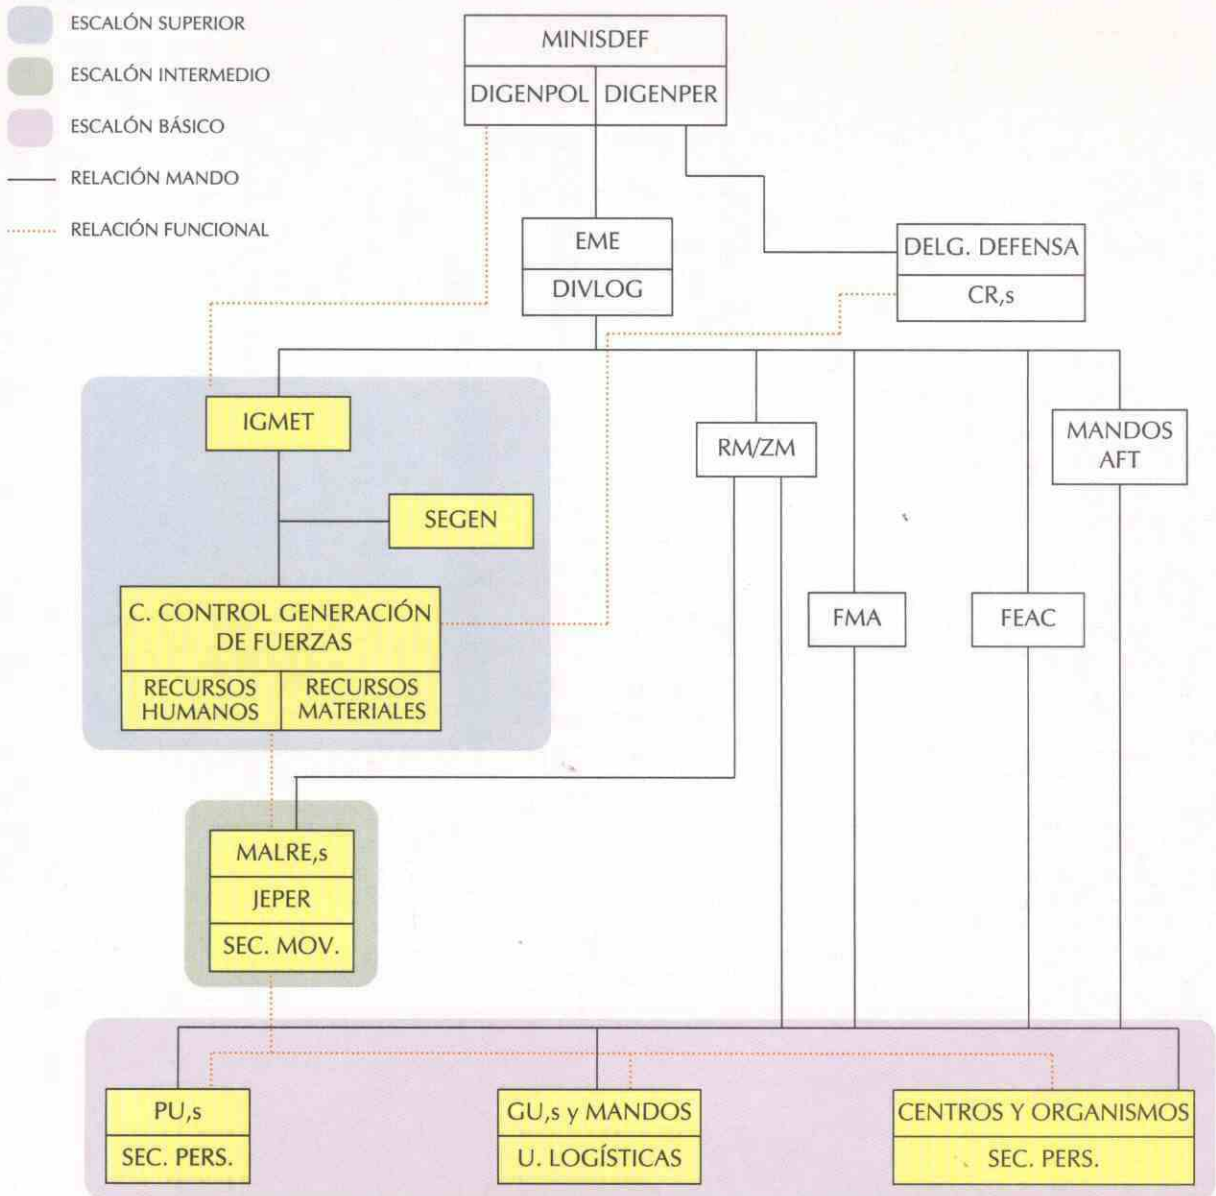 ESCALÓN SUPERIOR
ESCALÓN INTERMEDIO
ESCALÓN BÁSICO
RELACIÓN MANDO
RELACIÓN FUNCIONAL
MINISDEF
DIGENPOL
DIGENPER
EME
DIVLOG
DELG. DEFENSA
CR,s
IGMET
SEGEN
C. CONTROL GENERACIÓN
DE FUERZAS
RECURSOS
HUMANOS
RECURSOS
MATERIALES
RM/ZM
MANDOS
AFT
FMA
FEAC
MALRE,s
JEPER
SEC. MOV.
PU,s
SEC. PERS.
GU,s y MANDOS
U. LOGÍSTICAS
CENTROS Y ORGANISMOS
SEC. PERS.